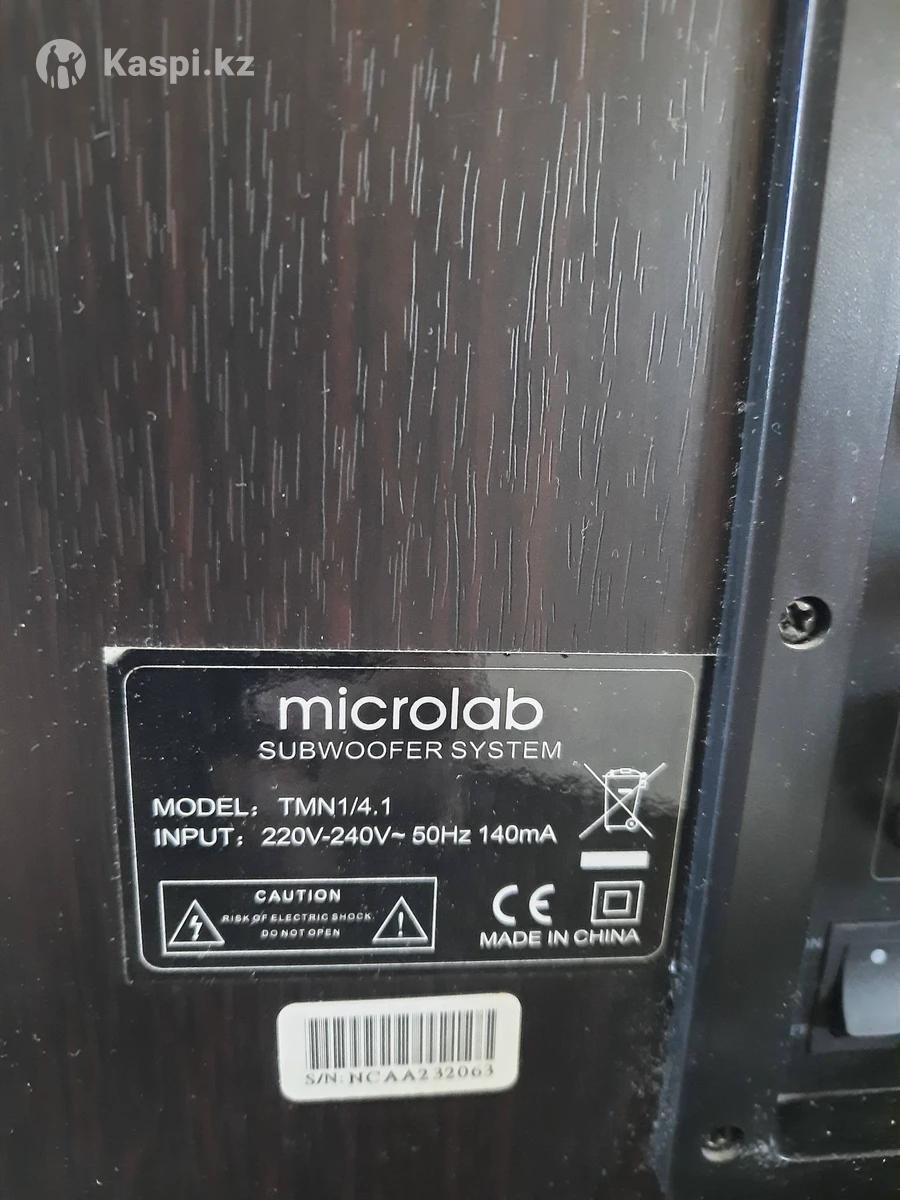 Kaspi.kz
microlab
SUBWOOFER SYSTEM
MODEL: TMN1/4.1
INPUT: 220V-240V~ 50Hz 140mA
CAUTION
RISK OF ELECTRIC SHOCK
DO NOT OPEN
CE
MADE IN CHINA
S/N: NCAA232063